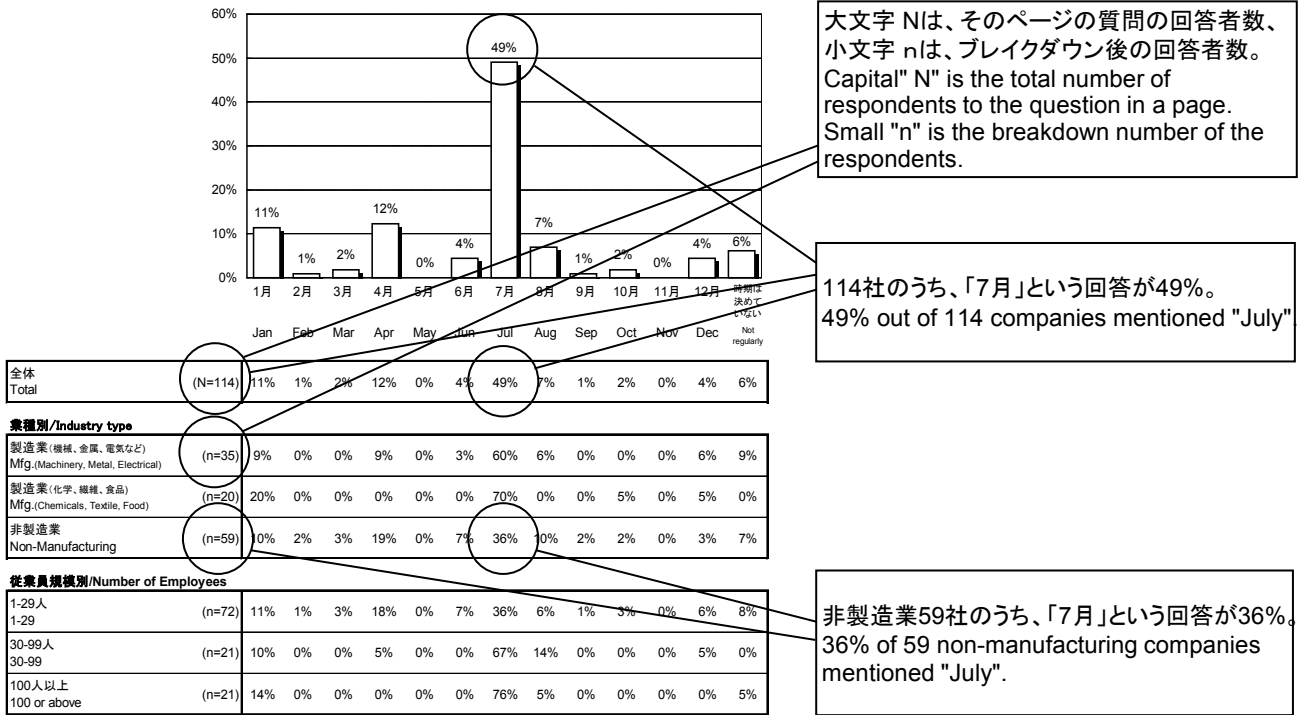 60%
50%
40%
30%
20%
10%
0%
11%
1%
2%
12%
0%
4%
49%
7%
1%
2%
0%
4%
6%
1月 2月 3月 4月 5月 6月 7月 8月 9月 10月 11月 12月 時期は
決めて
いない
Jan Feb Mar Apr May Jun Jul Aug Sep Oct Nov Dec Not
regularly
全体
Total (N=114) 11% 1% 2% 12% 0% 4% 49% 7% 1% 2% 0% 4% 6%
業種別/Industry type
製造業(機械、金属、電気など)
Mfg.(Machinery, Metal, Electrical) (n=35) 9% 0% 0% 9% 0% 3% 60% 6% 0% 0% 0% 6% 9%
製造業(化学、繊維、食品)
Mfg.(Chemicals, Textile, Food) (n=20) 20% 0% 0% 0% 0% 0% 70% 0% 0% 5% 0% 5% 0%
非製造業
Non-Manufacturing (n=59) 10% 2% 3% 19% 0% 7% 36% 10% 2% 2% 0% 3% 7%
従業員規模別/Number of Employees
1-29人
1-29 (n=72) 11% 1% 3% 18% 0% 7% 36% 6% 1% 3% 0% 6% 8%
30-99人
30-99 (n=21) 10% 0% 0% 5% 0% 0% 67% 14% 0% 0% 0% 5% 0%
100人以上
100 or above (n=21) 14% 0% 0% 0% 0% 0% 76% 5% 0% 0% 0% 0% 5%
大文字 Nは、そのページの質問の回答者数、
小文字 nは、ブレイクダウン後の回答者数。
Capital" N" is the total number of
respondents to the question in a page.
Small "n" is the breakdown number of the
respondents.
114社のうち、「7月」という回答が49%。
49% out of 114 companies mentioned "July".
非製造業59社のうち、「7月」という回答が36%。
36% of 59 non-manufacturing companies
mentioned "July".